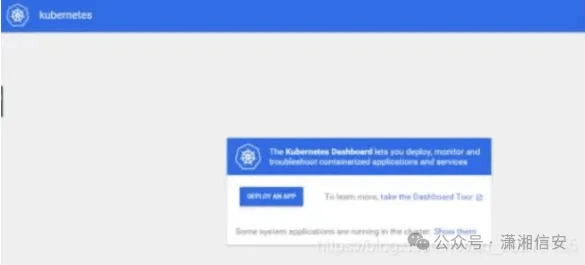 kubernetes
The Kubernetes Dashboard lets you deploy, monitor and
troubleshoot containerized applications and services
DEPLOY AN APP
To learn more, take the Dashboard Tour
Some system applications are running in the cluster. Show them
公众号 · 潇湘信安